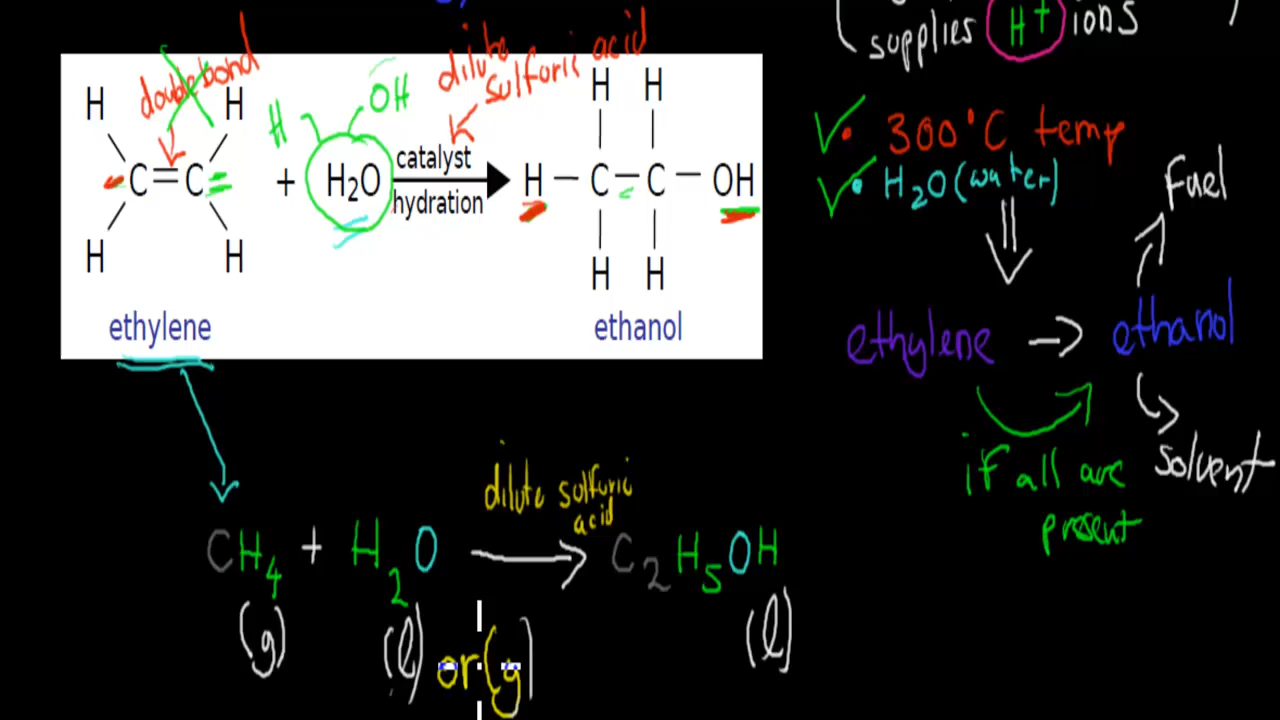 supplies H+ ions
double bond
dilute sulfuric acid
H H H OH H H
C=C + H₂O catalyst hydration H – C – C – OH
H H H H
ethylene ethanol
300°C temp
H₂O (water)
Fuel
ethylene → ethanol
if all are present
solvent
dilute sulfuric acid
CH₄ + H₂O → C₂H₅OH
(g) (l) or (g) (l)